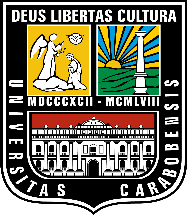 DEUS LIBERTAS CULTURA
MDCCCXCII - MCMLVIII
UNIVERSITAS
CARABOBENSIS